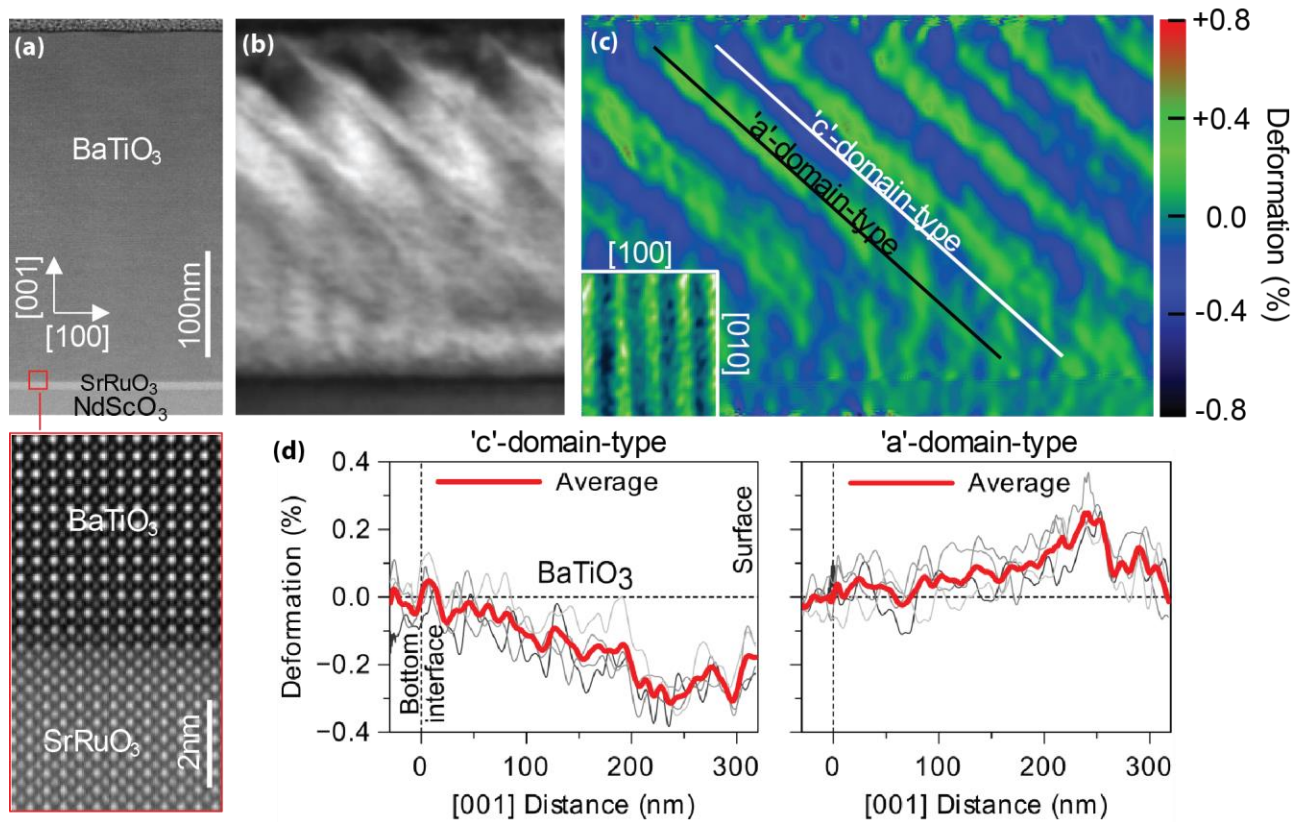 (a)
BaTiO₃
[001]
[100]
100nm
SrRuO₃
NdScO₃
BaTiO₃
SrRuO₃
2nm
(b)
(c)
'a'-domain-type
'c'-domain-type
[100]
[010]
+0.8
+0.4
0.0
-0.4
-0.8
Deformation (%)
(d)
'c'-domain-type
Average
BaTiO₃
Surface
Bottom
interface
0.4
0.2
0.0
−0.2
−0.4
Deformation (%)
0 100 200 300
[001] Distance (nm)
'a'-domain-type
Average
0 100 200 300
[001] Distance (nm)